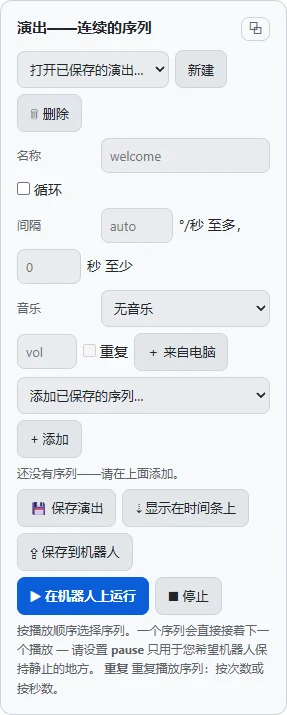 演出——连续的序列
打开已保存的演出... 新建
删除
名称 welcome
循环
间隔 auto °/秒 至多,
0 秒 至少
音乐 无音乐
vol 重复 + 来自电脑
添加已保存的序列...
+ 添加
还没有序列——请在上面添加。
保存演出 ⇣显示在时间条上
⇪保存到机器人
▶ 在机器人上运行 ■ 停止
按播放顺序选择序列。一个序列会直接接着下一
个播放 — 请设置 pause 只用于您希望机器人保
持静止的地方。 重复 重复播放序列：按次数或
按秒数。